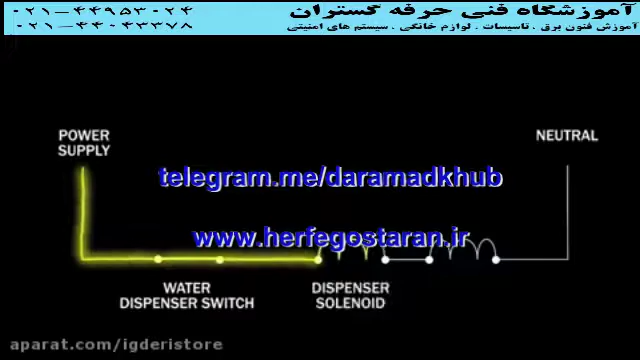 آموزشگاه فنی حرفه گستران
۰۲۱-۴۴۹۵۳۰۲۴
آموزش فنون برق . تاسیسات . لوازم خانگی . سیستم های امنیتی
۰۲۱-۴۴۰۴۳۳۷۸
POWER
SUPPLY
NEUTRAL
telegram.me/daramadkhub
www.herfegostaran.ir
WATER
DISPENSER SWITCH
DISPENSER
SOLENOID
aparat.com/igderistore